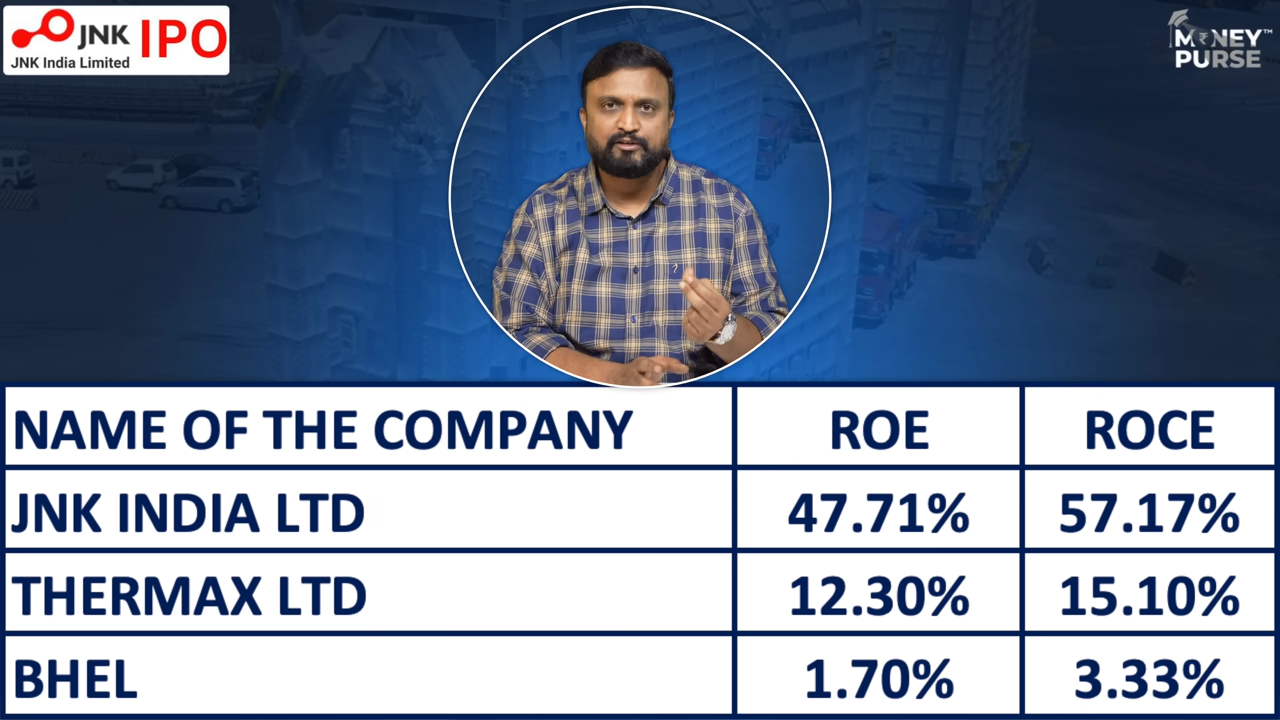 JNK IPO
JNK India Limited
M₹NEY™
PURSE
NAME OF THE COMPANY ROE ROCE
JNK INDIA LTD 47.71% 57.17%
THERMAX LTD 12.30% 15.10%
BHEL 1.70% 3.33%